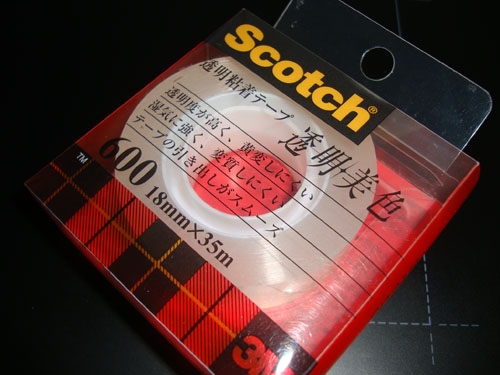 Scotch®
透明粘着テープ 透明美色
透明度が高く、黄変しにくい
湿気に強く、変質しにくい
テープの引き出しがスムーズ
™ 600 18mm×35m
3M